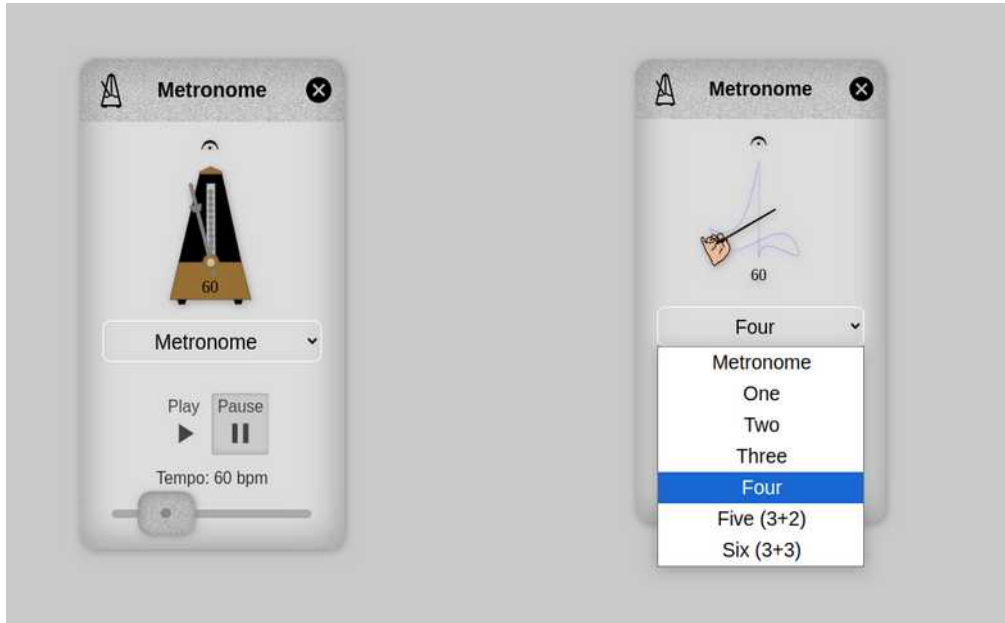 Metronome
60
Metronome
Play Pause
Tempo: 60 bpm
Metronome
60
Four
Metronome
One
Two
Three
Four
Five (3+2)
Six (3+3)